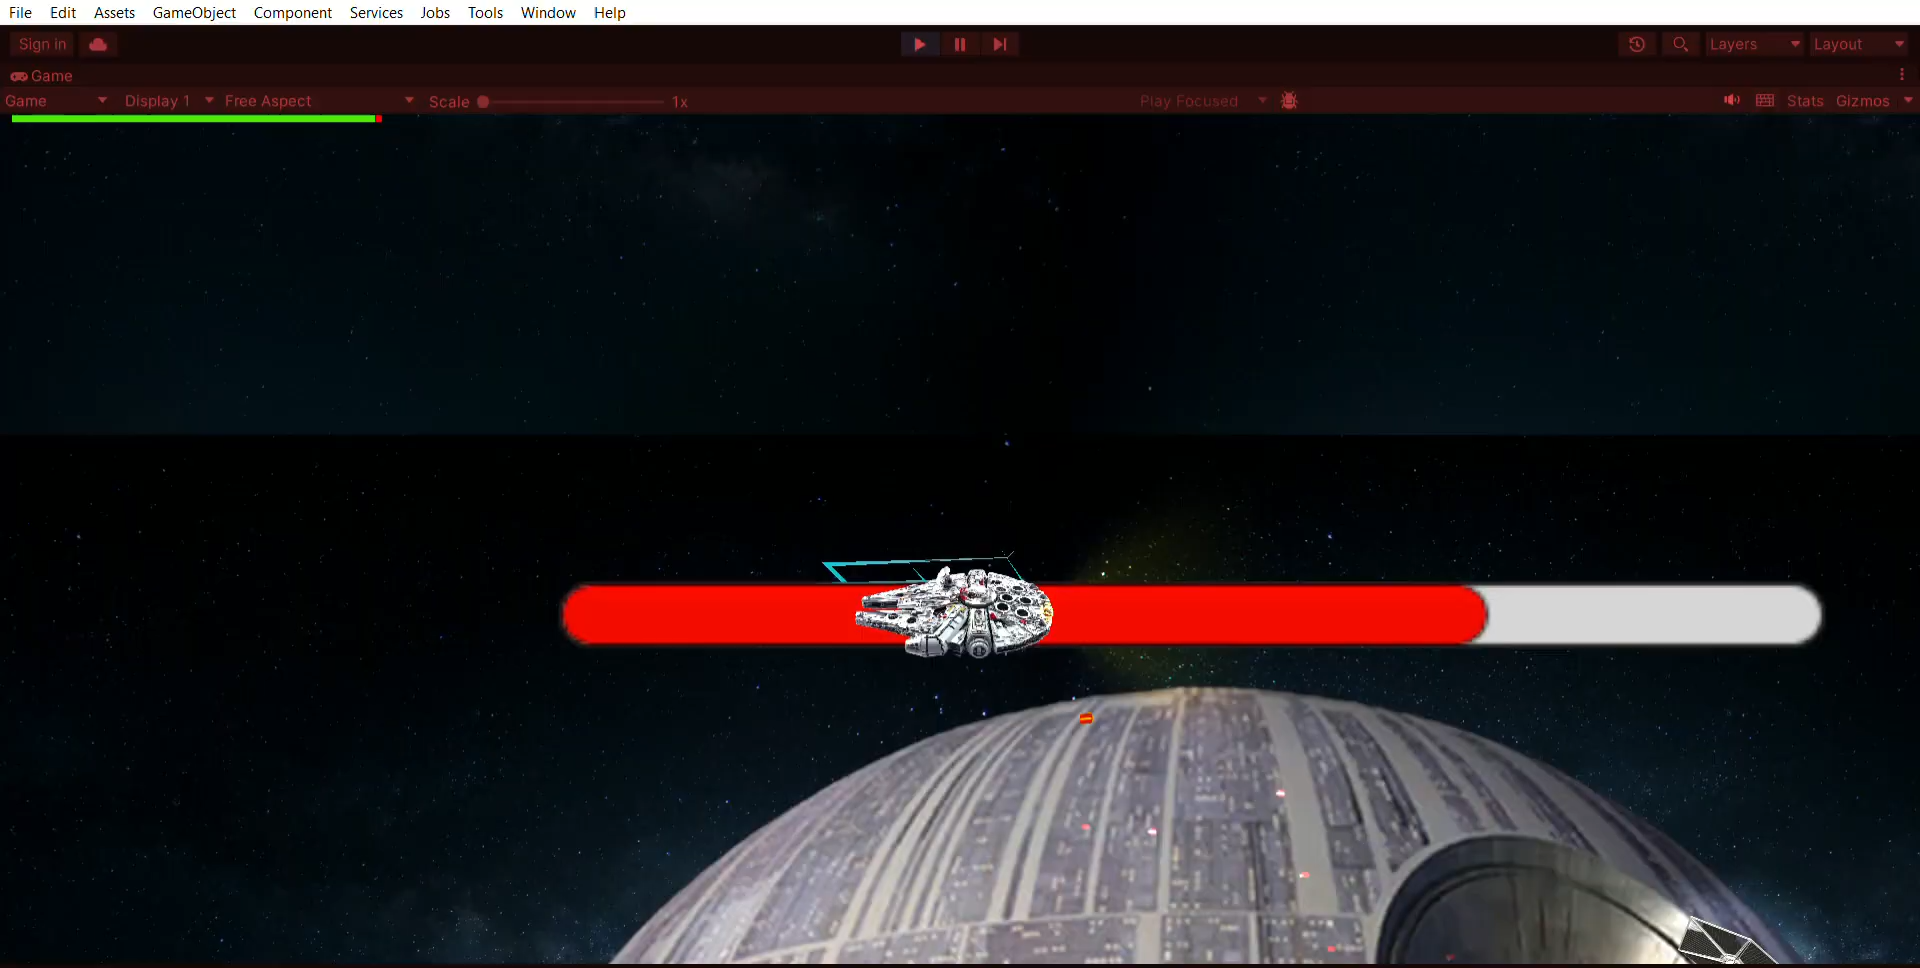 File Edit Assets GameObject Component Services Jobs Tools Window Help
Sign in Layers Layout
Game
Game Display 1 Free Aspect Scale 1x Play Focused Stats Gizmos